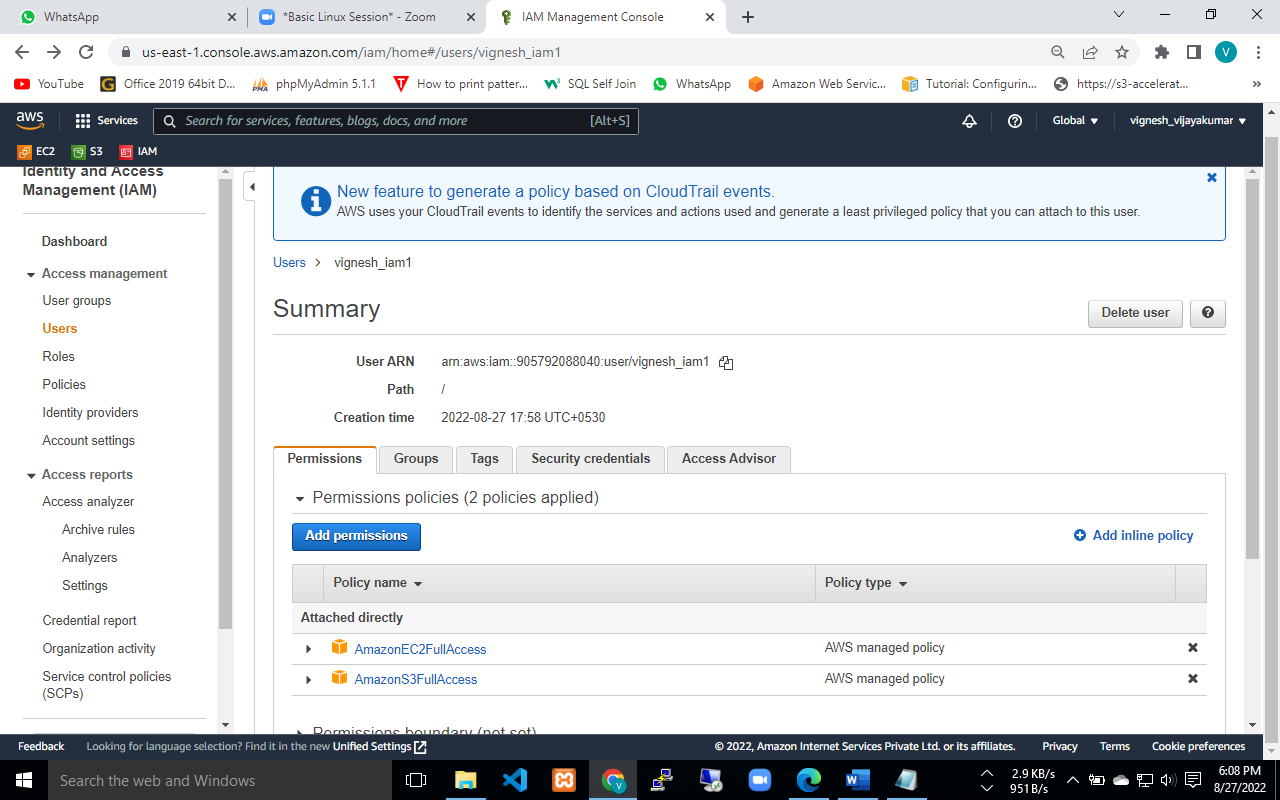 WhatsApp
*Basic Linux Session* - Zoom
IAM Management Console
us-east-1.console.aws.amazon.com/iam/home#/users/vignesh_iam1
V
YouTube
Office 2019 64bit D...
phpMyAdmin 5.1.1
How to print patter...
SQL Self Join
WhatsApp
Amazon Web Servic...
Tutorial: Configurin...
https://s3-accelerat...
aws
Services
Search for services, features, blogs, docs, and more
[Alt+S]
Global
vignesh_vijayakumar
EC2
S3
IAM
Identity and Access
Management (IAM)
Dashboard
Access management
User groups
Users
Roles
Policies
Identity providers
Account settings
Access reports
Access analyzer
Archive rules
Analyzers
Settings
Credential report
Organization activity
Service control policies
(SCPs)
New feature to generate a policy based on CloudTrail events.
AWS uses your CloudTrail events to identify the services and actions used and generate a least privileged policy that you can attach to this user.
Users > vignesh_iam1
Summary
Delete user
User ARN arn:aws:iam::905792088040:user/vignesh_iam1
Path /
Creation time 2022-08-27 17:58 UTC+0530
Permissions
Groups
Tags
Security credentials
Access Advisor
Permissions policies (2 policies applied)
Add permissions
Add inline policy
Policy name
Policy type
Attached directly
AmazonEC2FullAccess AWS managed policy
AmazonS3FullAccess AWS managed policy
Permissions boundary (not set)
Feedback
Looking for language selection? Find it in the new Unified Settings
© 2022, Amazon Internet Services Private Ltd. or its affiliates.
Privacy
Terms
Cookie preferences
Search the web and Windows
2.9 KB/s
951 B/s
6:08 PM
8/27/2022